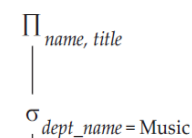 Π name, title
σ dept_name = Music